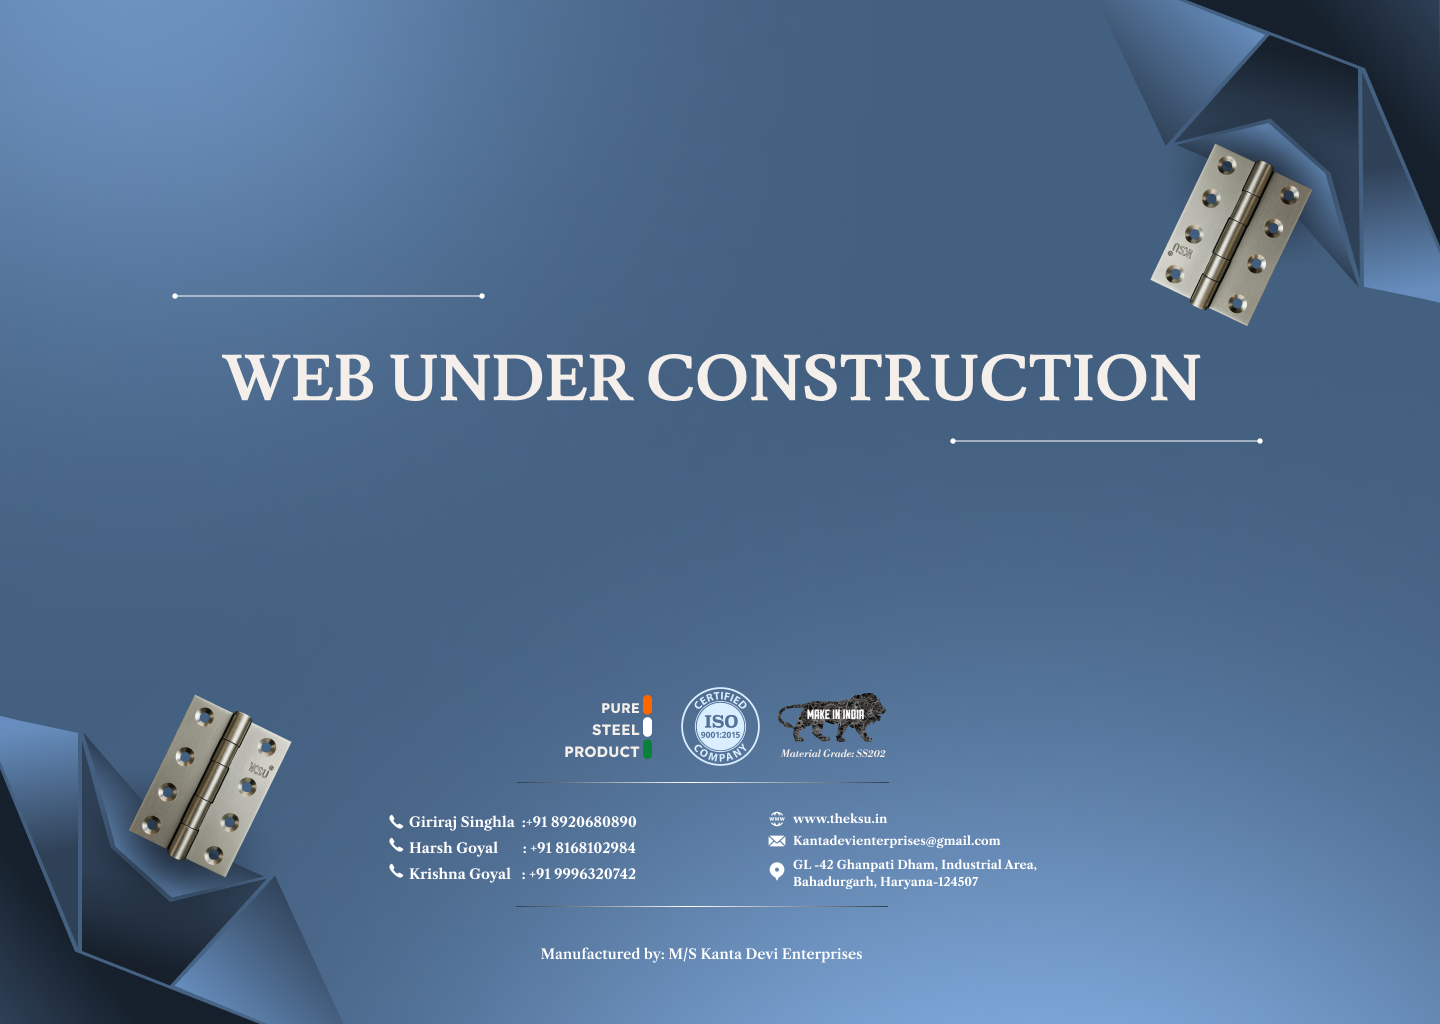 KSU
WEB UNDER CONSTRUCTION
KSU
PURE
STEEL
PRODUCT
CERTIFIED
ISO
9001:2015
COMPANY
MAKE IN INDIA
Material Grade: SS202
Giriraj Singhla :+91 8920680890
Harsh Goyal : +91 8168102984
Krishna Goyal : +91 9996320742
www
www.theksu.in
Kantadevienterprises@gmail.com
GL -42 Ghanpati Dham, Industrial Area,
Bahadurgarh, Haryana-124507
Manufactured by: M/S Kanta Devi Enterprises